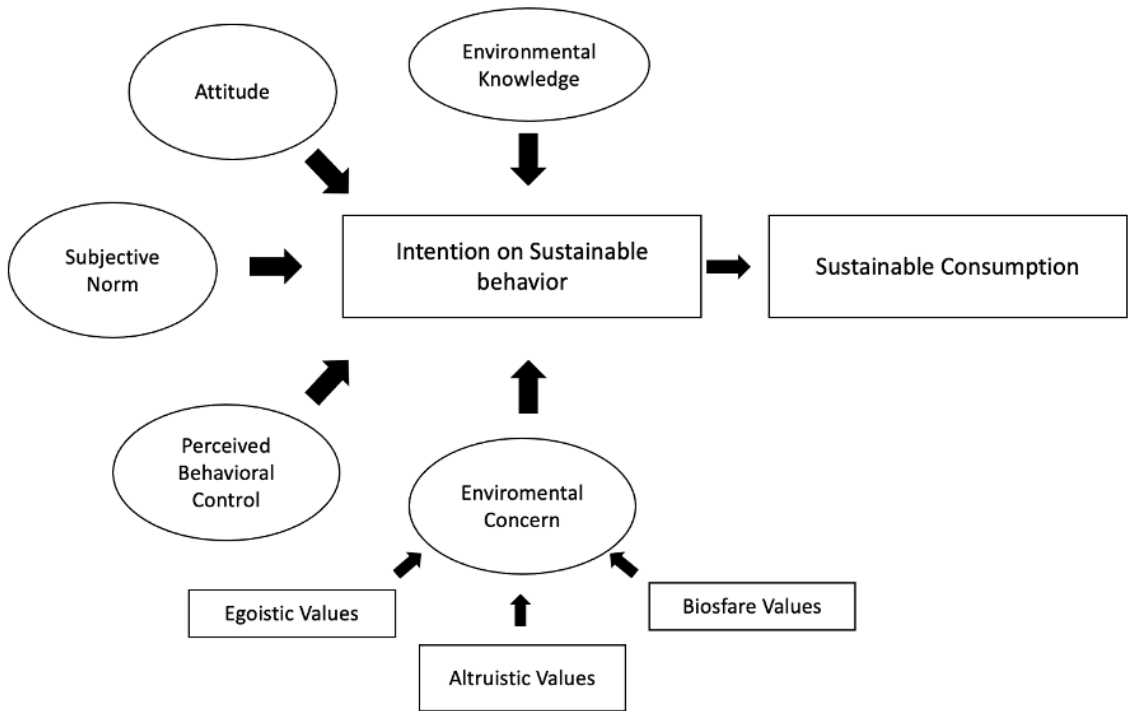 Attitude
Environmental
Knowledge
Subjective
Norm
Intention on Sustainable
behavior
Sustainable Consumption
Perceived
Behavioral
Control
Enviromental
Concern
Egoistic Values
Altruistic Values
Biosfare Values